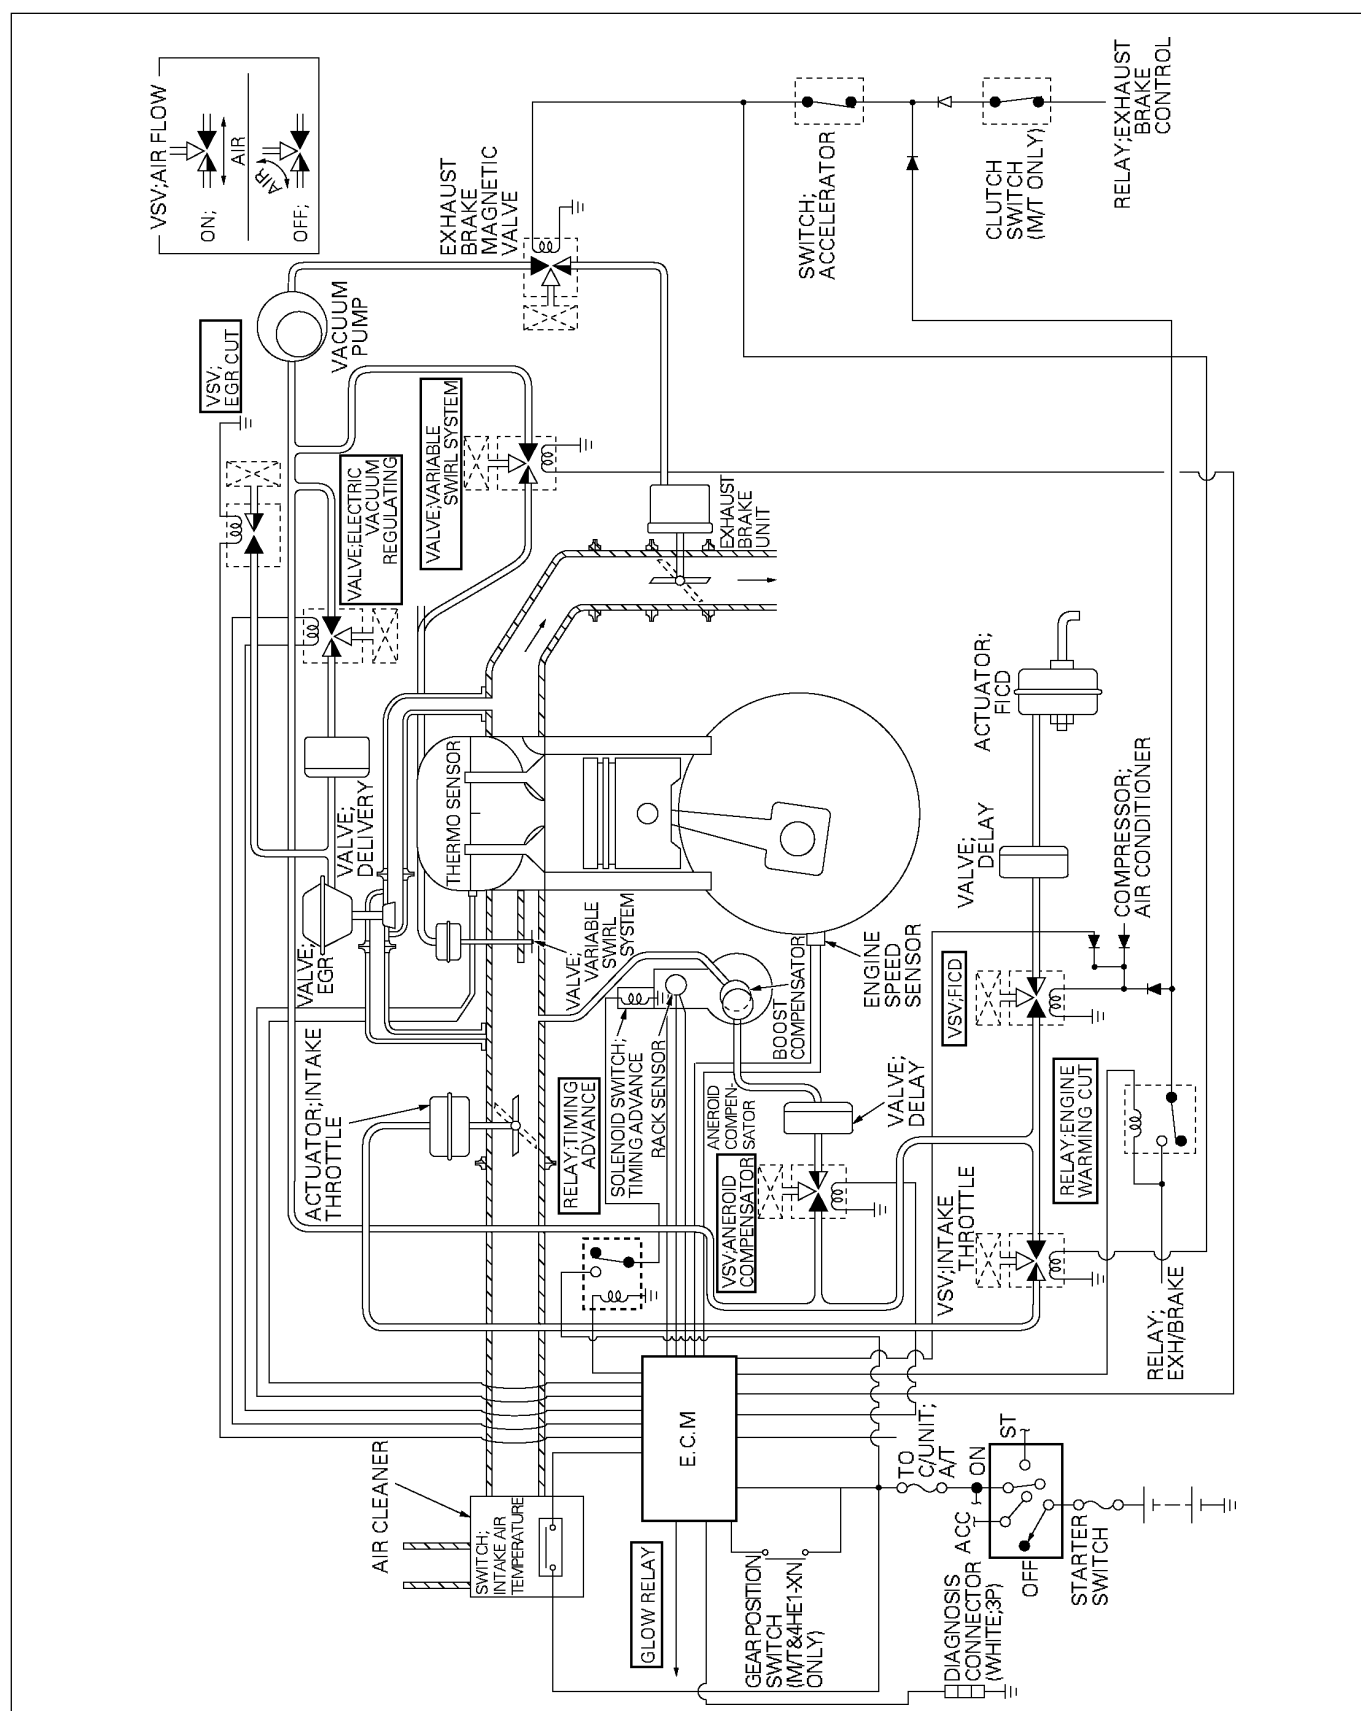 VSV;AIR FLOW
ON;
AIR
OFF;
AIR
VACUUM
PUMP
EXHAUST
BRAKE
MAGNETIC
VALVE
SWITCH;
ACCELERATOR
CLUTCH
SWITCH
(M/T ONLY)
RELAY;EXHAUST
BRAKE
CONTROL
VSV;
EGR CUT
VALVE;ELECTRIC
VACUUM
REGULATING
VALVE;VARIABLE
SWIRL SYSTEM
EXHAUST
BRAKE
UNIT
VALVE;
DELIVERY
THERMO SENSOR
ACTUATOR;
FICD
VALVE;
DELAY
COMPRESSOR;
AIR CONDITIONER
VALVE;
EGR
VALVE;
VARIABLE
SWIRL
SYSTEM
ENGINE
SPEED
SENSOR
BOOST
COMPENSATOR
VSV;FICD
ACTUATOR;INTAKE
THROTTLE
RELAY;TIMING
ADVANCE
SOLENOID SWITCH;
TIMING ADVANCE
RACK SENSOR
ANEROID
COMPEN-
SATOR
VALVE;
DELAY
VSV;ANEROID
COMPENSATOR
VSV;INTAKE
THROTTLE
RELAY;ENGINE
WARMING CUT
RELAY;
EXH/BRAKE
AIR CLEANER
SWITCH;
INTAKE AIR
TEMPERATURE
E.C.M
GLOW RELAY
GEAR POSITION
SWITCH
(M/T&4HE1-XN
ONLY)
TO
C/UNIT;
A/T
ON
ST
ACC
OFF
STARTER
SWITCH
DIAGNOSIS
CONNECTOR
(WHITE;3P)